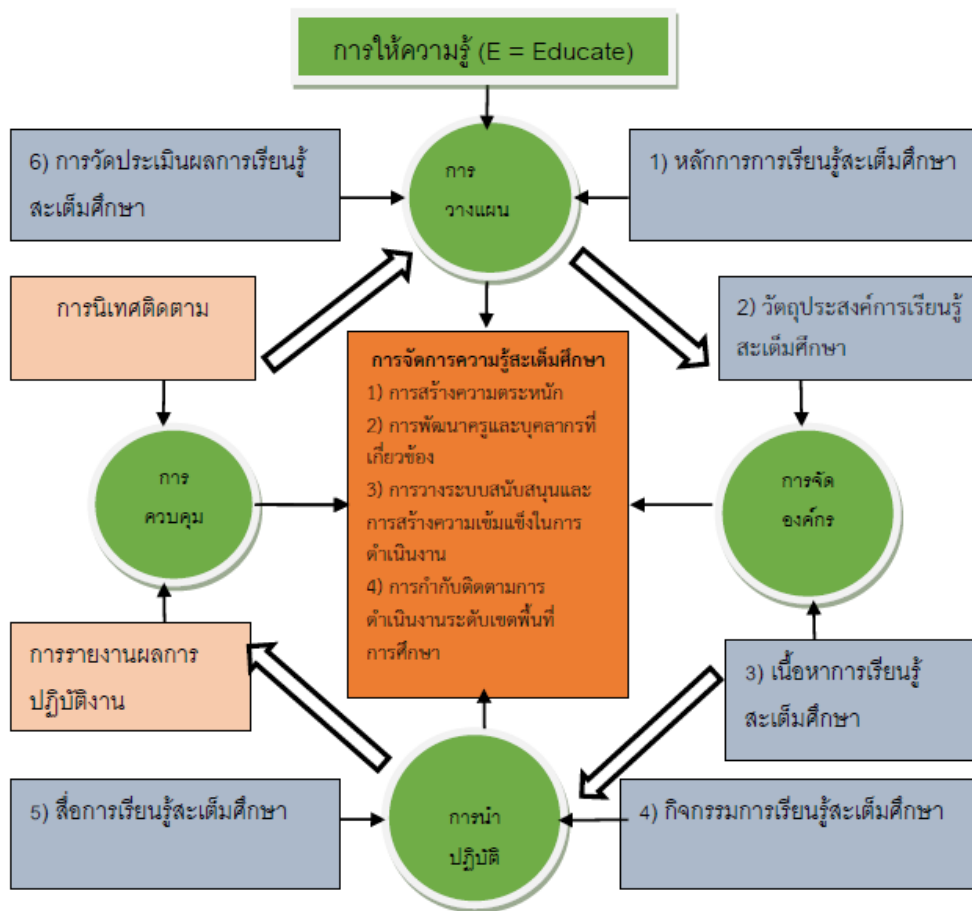 การให้ความรู้ (E = Educate)
6) การวัดประเมินผลการเรียนรู้
สะเต็มศึกษา
การ
วางแผน
1) หลักการการเรียนรู้สะเต็มศึกษา
การนิเทศติดตาม
2) วัตถุประสงค์การเรียนรู้
สะเต็มศึกษา
การจัดการความรู้สะเต็มศึกษา
1) การสร้างความตระหนัก
2) การพัฒนาครูและบุคลากรที่
เกี่ยวข้อง
3) การวางระบบสนับสนุนและ
การสร้างความเข้มแข็งในการ
ดำเนินงาน
4) การกำกับติดตามการ
ดำเนินงานระดับเขตพื้นที่
การศึกษา
การ
ควบคุม
การจัด
องค์กร
การรายงานผลการ
ปฏิบัติงาน
3) เนื้อหาการเรียนรู้
สะเต็มศึกษา
5) สื่อการเรียนรู้สะเต็มศึกษา
การนำ
ปฏิบัติ
4) กิจกรรมการเรียนรู้สะเต็มศึกษา